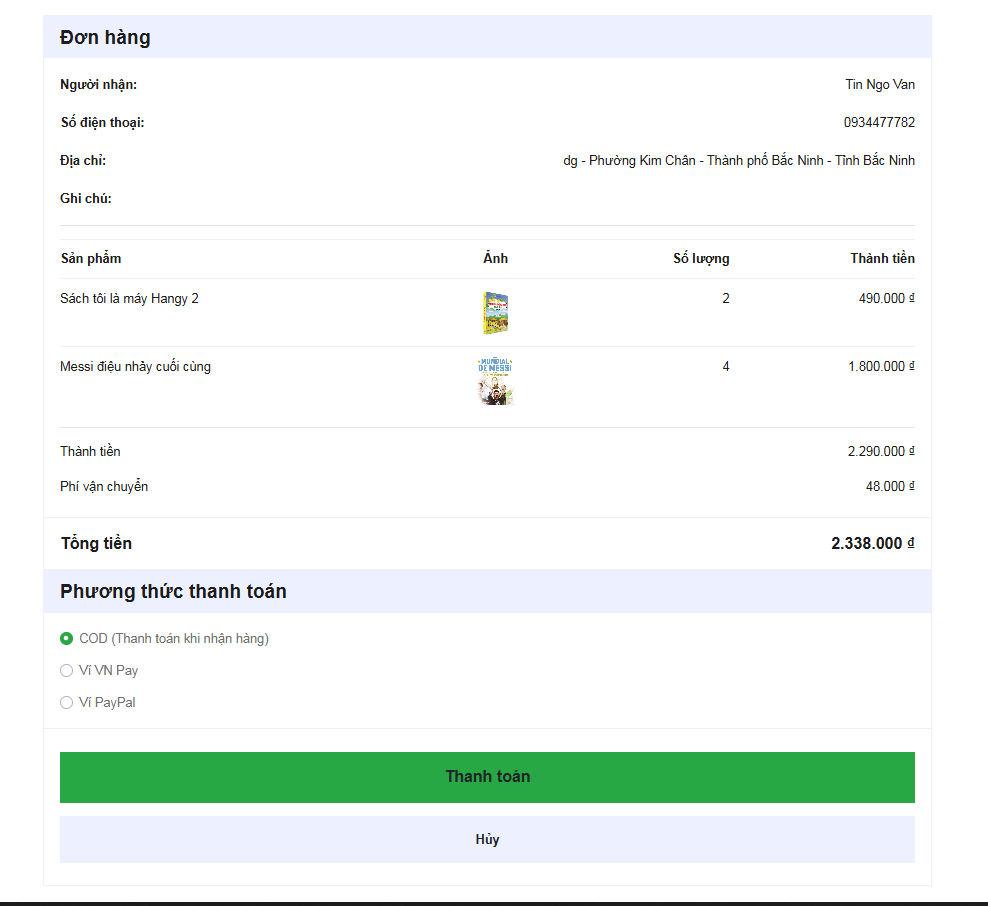 Đơn hàng
Người nhận: Tin Ngo Van
Số điện thoại: 0934477782
Địa chỉ: dg - Phường Kim Chân - Thành phố Bắc Ninh - Tỉnh Bắc Ninh
Ghi chú:
Sản phẩm Ảnh Số lượng Thành tiền
Sách tôi là máy Hangy 2 2 490.000 ₫
Messi điệu nhảy cuối cùng 4 1.800.000 ₫
MUNDIAL
DE MESSI
Thành tiền 2.290.000 ₫
Phí vận chuyển 48.000 ₫
Tổng tiền 2.338.000 ₫
Phương thức thanh toán
COD (Thanh toán khi nhận hàng)
Ví VN Pay
Ví PayPal
Thanh toán
Hủy